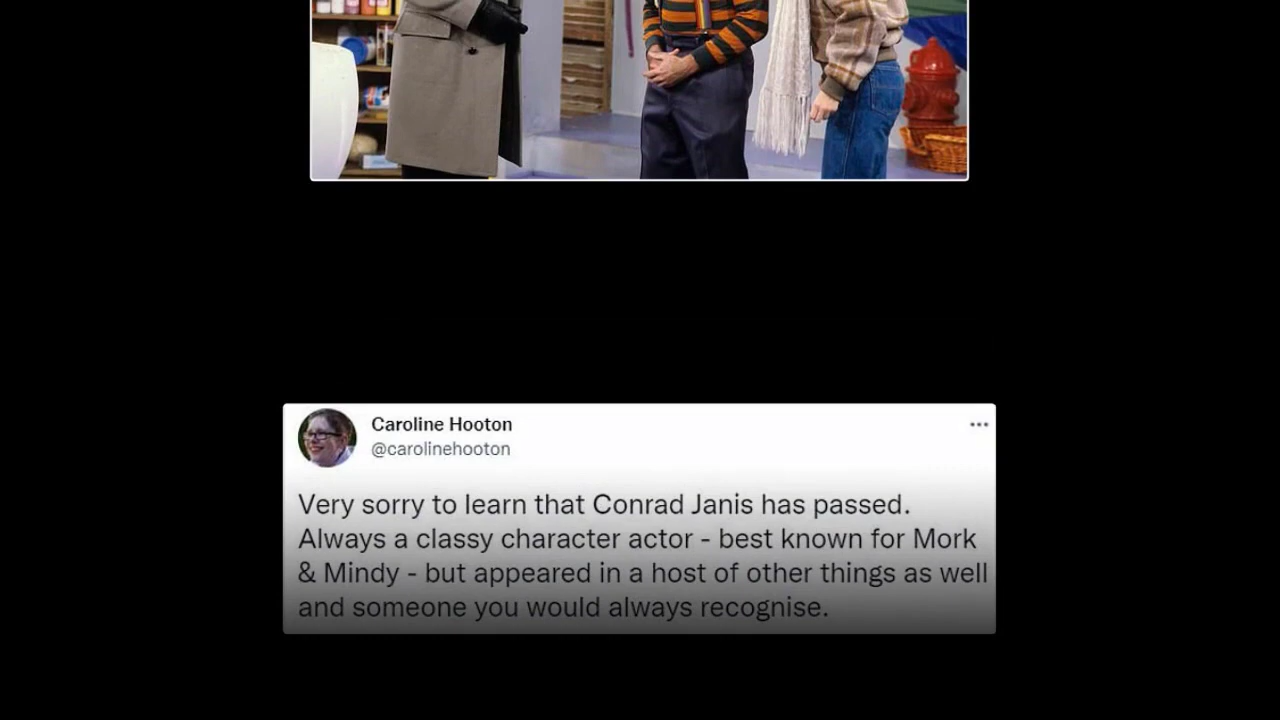 Caroline Hooton
@carolinehooton
Very sorry to learn that Conrad Janis has passed.
Always a classy character actor - best known for Mork
& Mindy - but appeared in a host of other things as well
and someone you would always recognise.